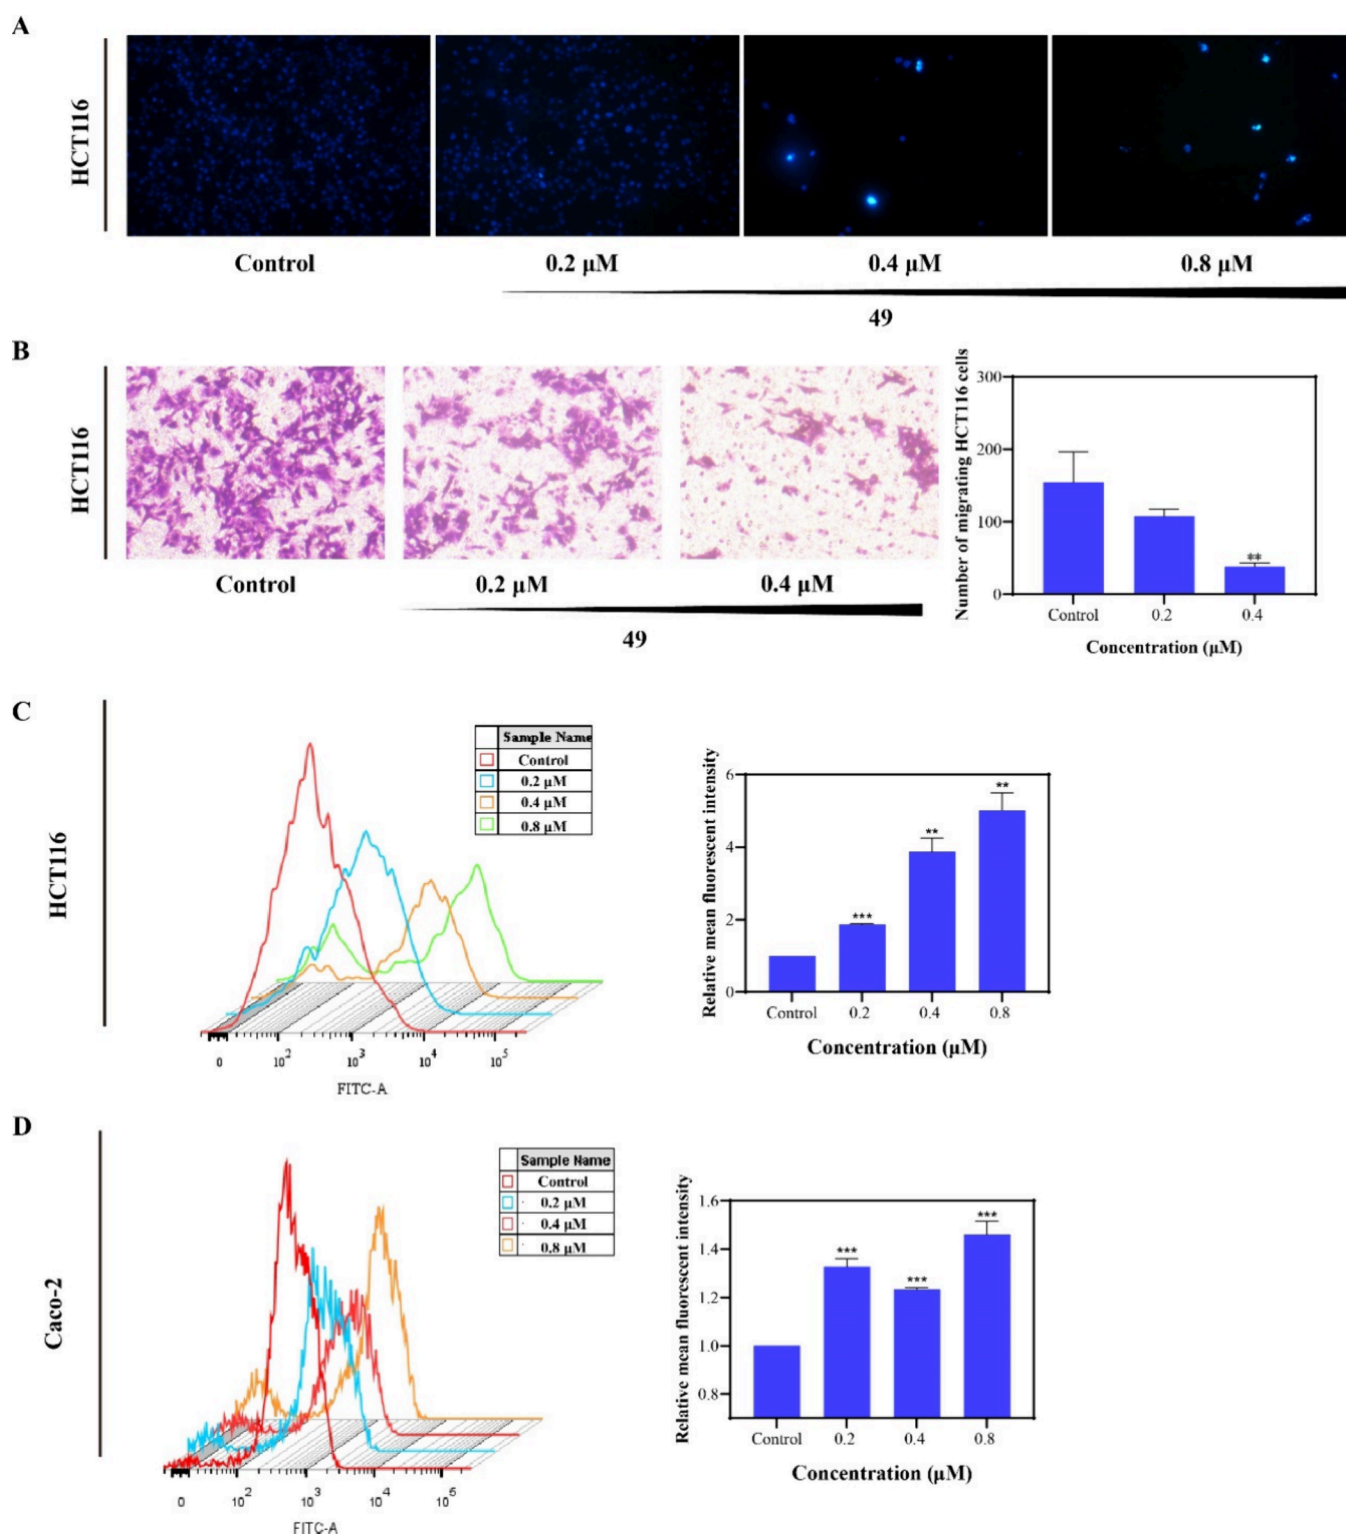 A
HCT116
Control 0.2 μM 0.4 μM 0.8 μM
49
B
HCT116
Control 0.2 μM 0.4 μM
49
Number of migrating HCT116 cells
300
200
100
0
**
Control 0.2 0.4
Concentration (μM)
C
HCT116
Sample Name
Control
0.2 μM
0.4 μM
0.8 μM
0 10² 10³ 10⁴ 10⁵
FITC-A
Relative mean fluorescent intensity
6
4
2
0
*** ** **
Control 0.2 0.4 0.8
Concentration (μM)
D
Caco-2
Sample Name
Control
0.2 μM
0.4 μM
0.8 μM
0 10² 10³ 10⁴ 10⁵
FITC-A
Relative mean fluorescent intensity
1.6
1.4
1.2
1.0
0.8
*** *** ***
Control 0.2 0.4 0.8
Concentration (μM)